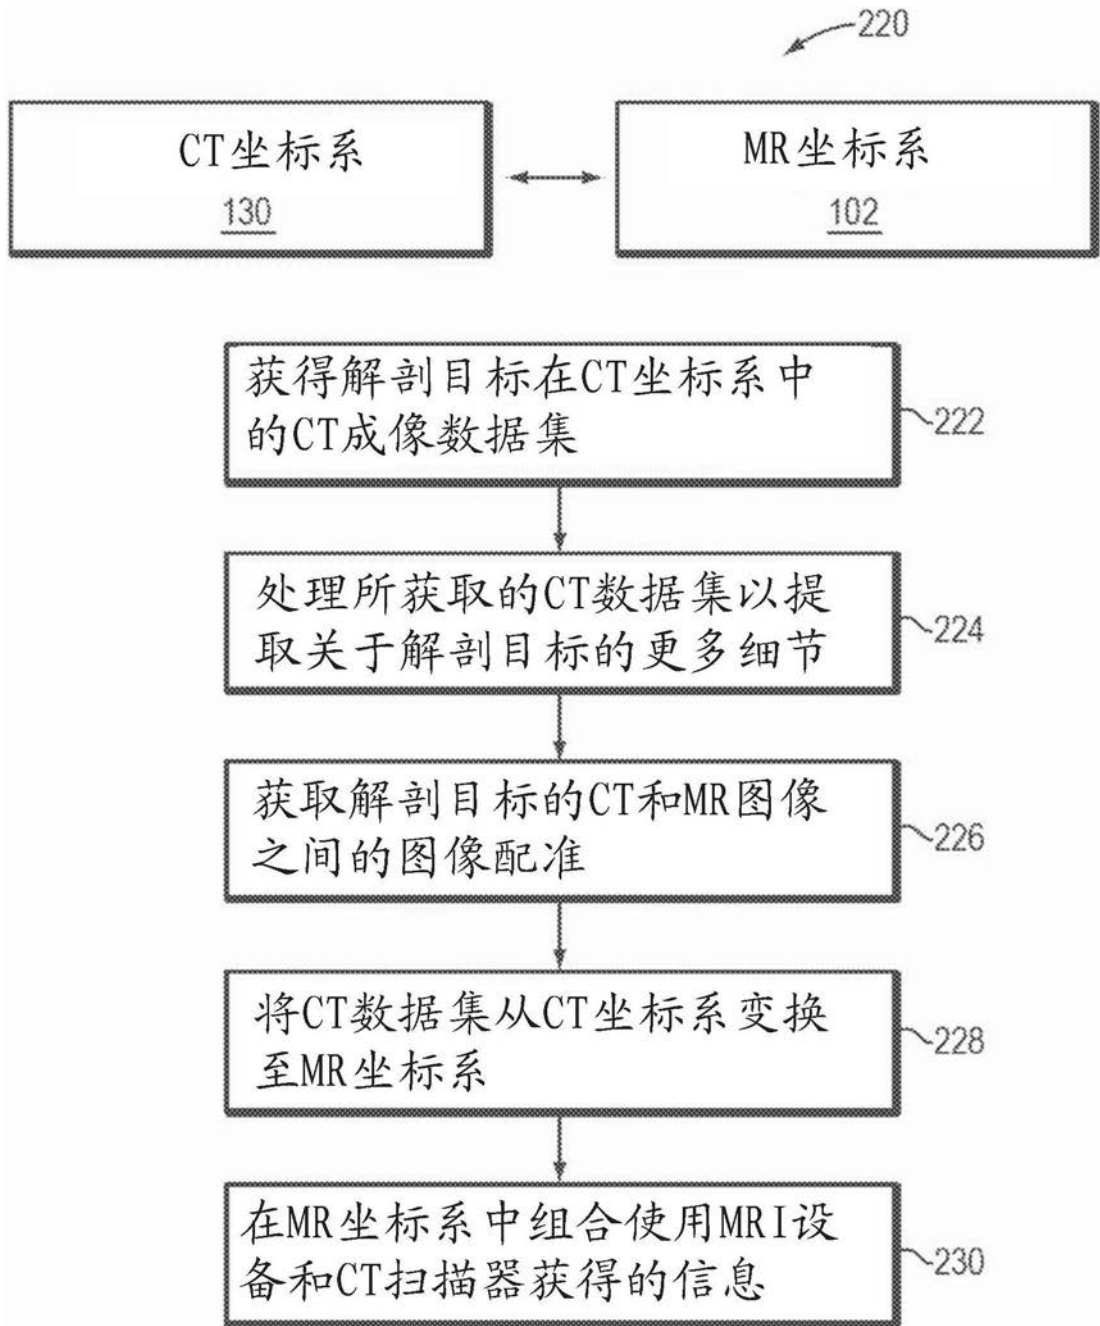 220
CT坐标系
130
MR坐标系
102
获得解剖目标在CT坐标系中
的CT成像数据集
222
处理所获取的CT数据集以提
取关于解剖目标的更多细节
224
获取解剖目标的CT和MR图像
之间的图像配准
226
将CT数据集从CT坐标系变换
至MR坐标系
228
在MR坐标系中组合使用MRI设
备和CT扫描器获得的信息
230